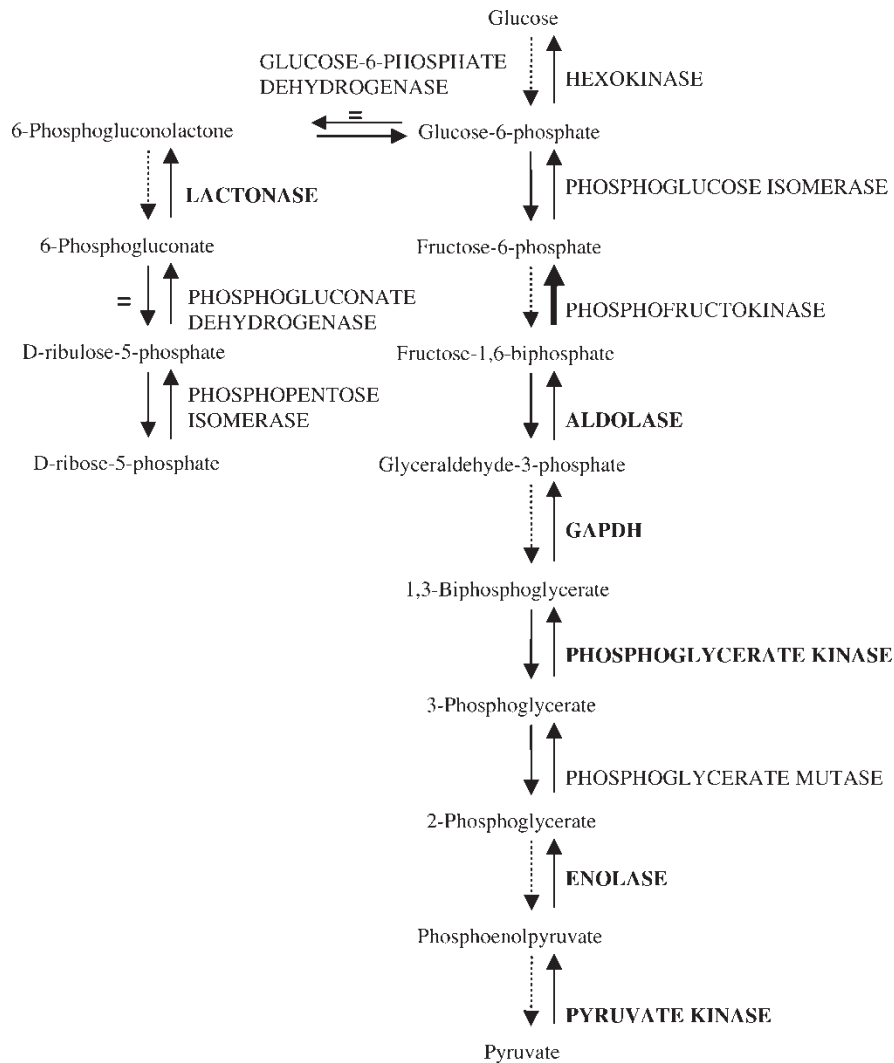 Glucose
GLUCOSE-6-PHOSPHATE
DEHYDROGENASE
HEXOKINASE
=
6-Phosphogluconolactone
Glucose-6-phosphate
LACTONASE
PHOSPHOGLUCOSE ISOMERASE
6-Phosphogluconate
Fructose-6-phosphate
=
PHOSPHOGLUCONATE
DEHYDROGENASE
PHOSPHOFRUCTOKINASE
D-ribulose-5-phosphate
Fructose-1,6-biphosphate
PHOSPHOPENTOSE
ISOMERASE
ALDOLASE
D-ribose-5-phosphate
Glyceraldehyde-3-phosphate
GAPDH
1,3-Biphosphoglycerate
PHOSPHOGLYCERATE KINASE
3-Phosphoglycerate
PHOSPHOGLYCERATE MUTASE
2-Phosphoglycerate
ENOLASE
Phosphoenolpyruvate
PYRUVATE KINASE
Pyruvate